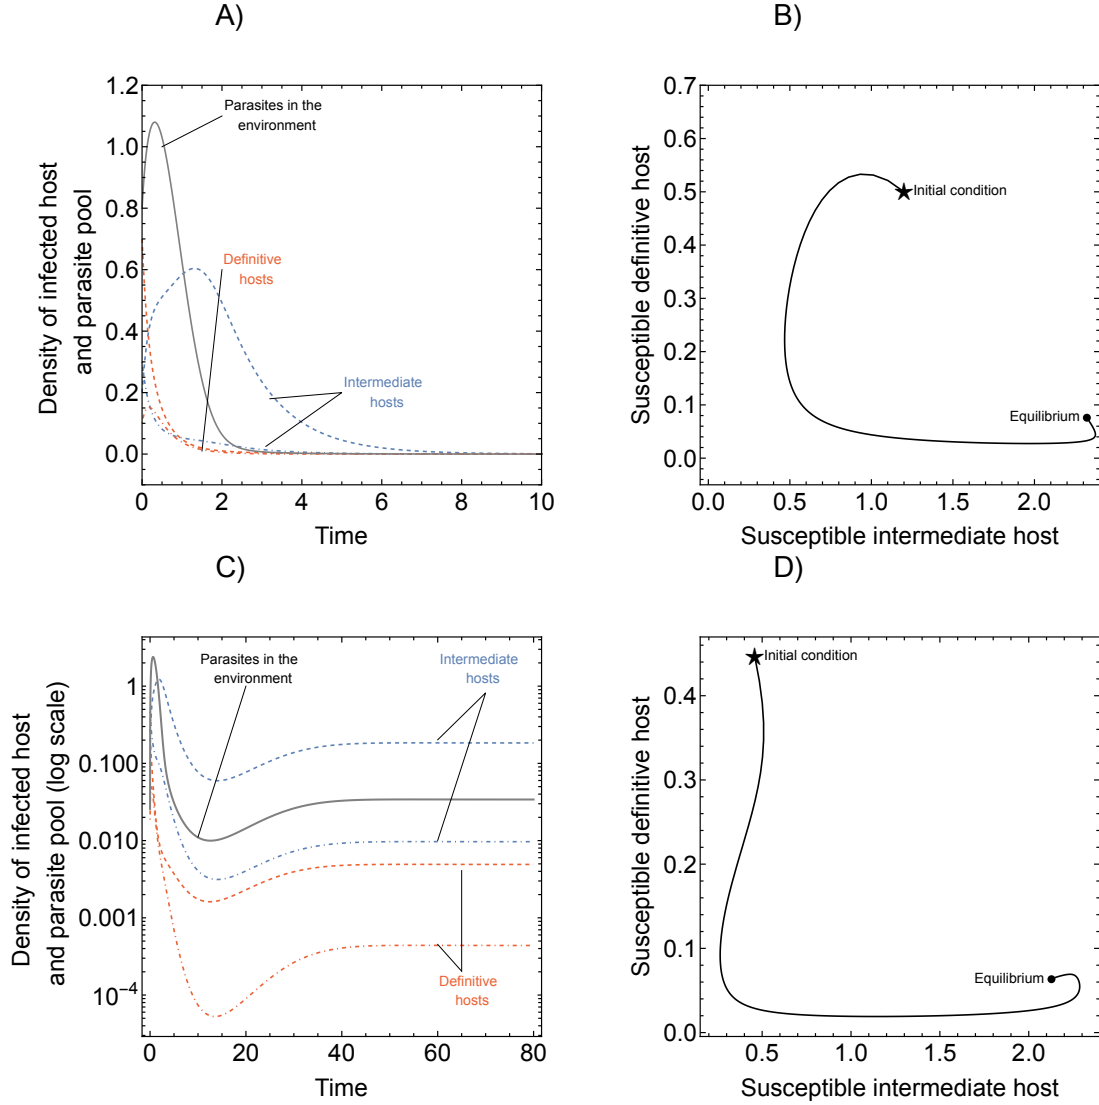 A)
Density of infected host
and parasite pool
1.2
1.0
0.8
0.6
0.4
0.2
0.0
Parasites in the
environment
Definitive
hosts
Intermediate
hosts
0
2
4
6
8
10
Time
B)
Susceptible definitive host
0.7
0.6
0.5
0.4
0.3
0.2
0.1
0.0
Initial condition
Equilibrium
0.0
0.5
1.0
1.5
2.0
Susceptible intermediate host
C)
Density of infected host
and parasite pool (log scale)
1
0.100
0.010
0.001
10⁻⁴
Parasites in the
environment
Intermediate
hosts
Definitive
hosts
0
20
40
60
80
Time
D)
Susceptible definitive host
0.4
0.3
0.2
0.1
0.0
Initial condition
Equilibrium
0.5
1.0
1.5
2.0
Susceptible intermediate host